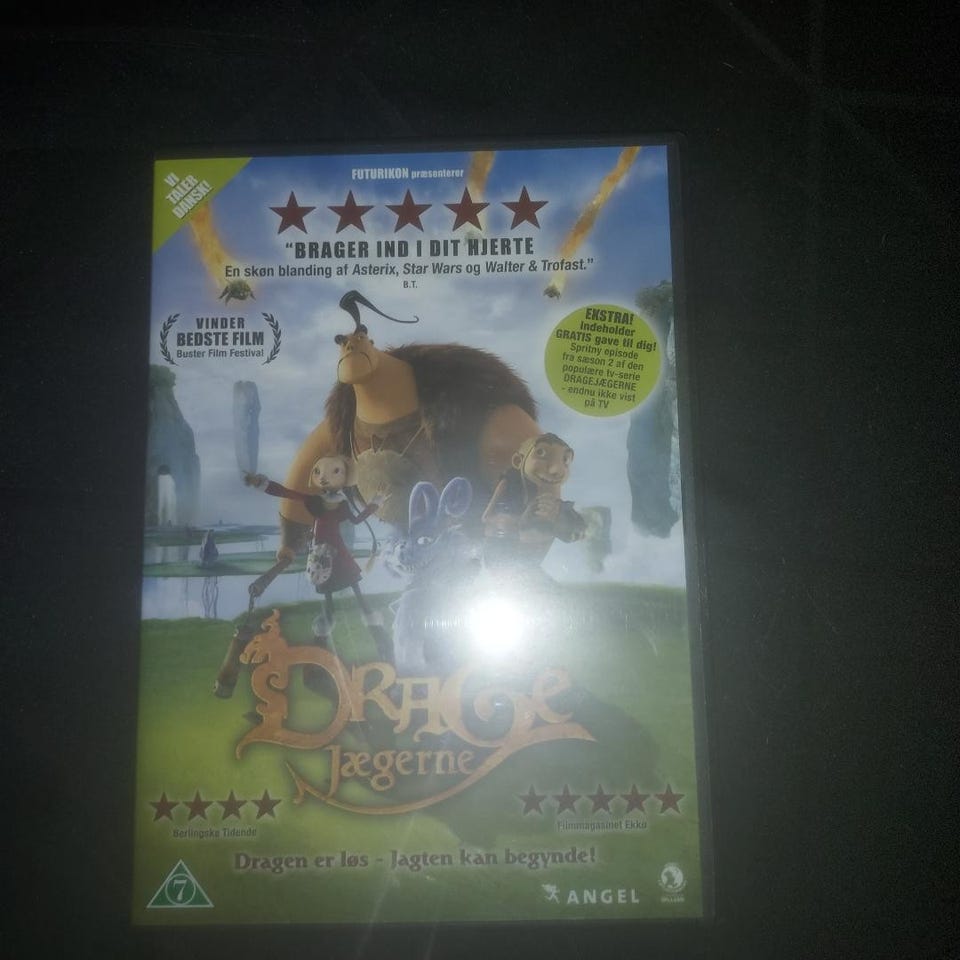 VI
TALER
DANSK!
FUTURIKON præsenterer
"BRAGER IND I DIT HJERTE
En skøn blanding af Asterix, Star Wars og Walter & Trofast."
B.T.
VINDER
BEDSTE FILM
Buster Film Festival
EKSTRA!
Indeholder
GRATIS gave til dig!
Spritny episode
fra sæson 2 af den
populære tv-serie
DRAGEJÆGERNE
- endnu ikke vist
på TV
DRAGE
Jægerne
Berlingske Tidende
Filmmagasinet Ekko
Dragen er løs - Jagten kan begynde!
7
ANGEL